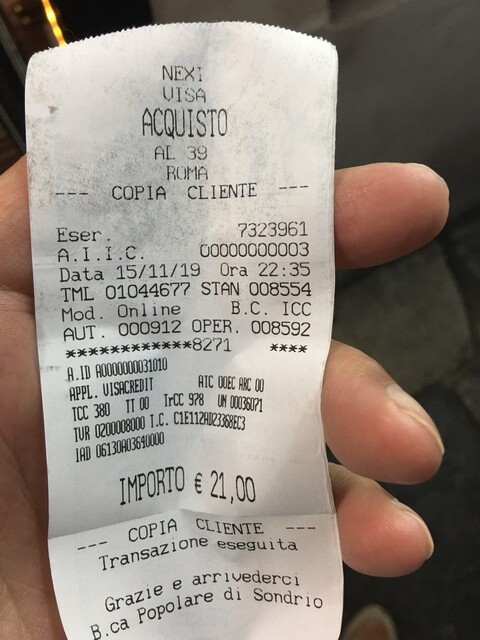 NEXI
VISA
ACQUISTO
AL 39
ROMA
--- COPIA CLIENTE ---
Eser. 7323961
A.I.I.C. 00000000003
Data 15/11/19 Ora 22:35
TML 01044677 STAN 008554
Mod. Online B.C. ICC
AUT. 000912 OPER. 008592
************8271 ****
A.ID A0000000031010
APPL. VISACREDIT ATC 00EC ARC 00
TCC 380 TT 00 TrCC 978 UN 00036071
TVR 0200008000 T.C. C1E112AD23368EC3
IAD 06130A03640000
IMPORTO € 21,00
--- COPIA CLIENTE ---
Transazione eseguita
Grazie e arrivederci
B.ca Popolare di Sondrio